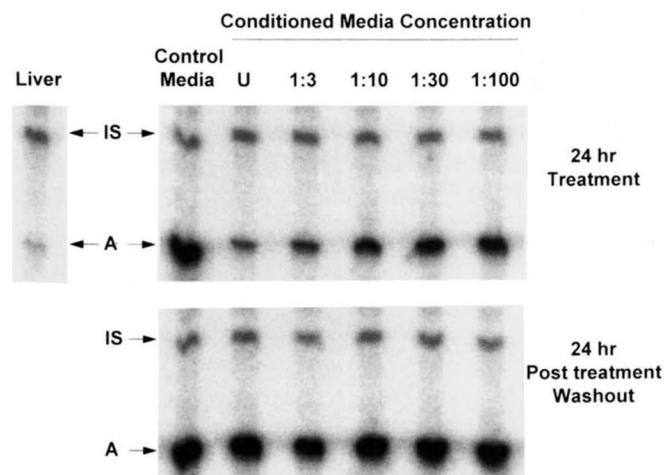 Conditioned Media Concentration
Control
Media
Liver
U 1:3 1:10 1:30 1:100
IS
A
24 hr
Treatment
IS
A
24 hr
Post treatment
Washout